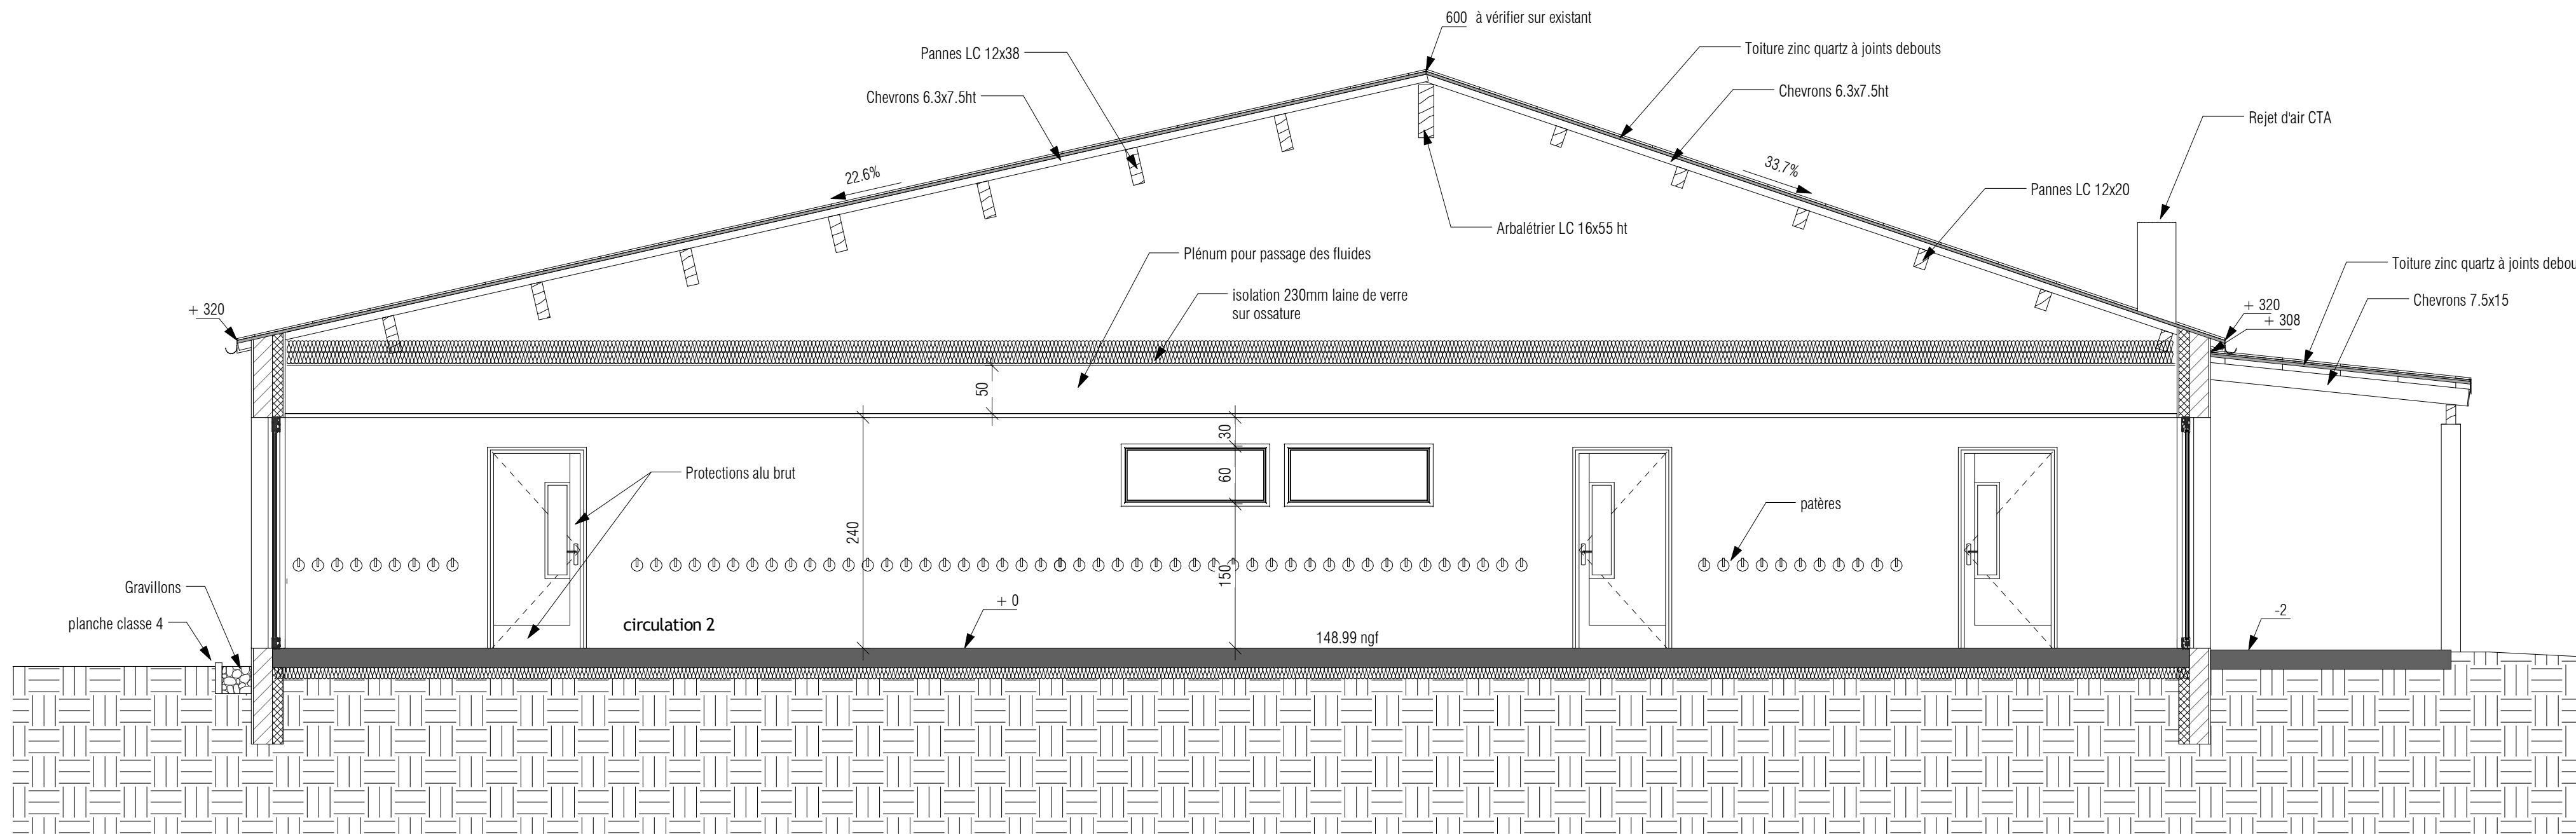 600 à vérifier sur existant
Pannes LC 12x38
Toiture zinc quartz à joints debouts
Chevrons 6.3x7.5ht
Chevrons 6.3x7.5ht
Rejet d'air CTA
22.6%
33.7%
Pannes LC 12x20
Arbalétrier LC 16x55 ht
Plénum pour passage des fluides
Toiture zinc quartz à joints debou
isolation 230mm laine de verre
sur ossature
Chevrons 7.5x15
+ 320
+ 320
+ 308
50
30
60
Protections alu brut
240
patères
150
Gravillons
planche classe 4
+ 0
-2
circulation 2
148.99 ngf